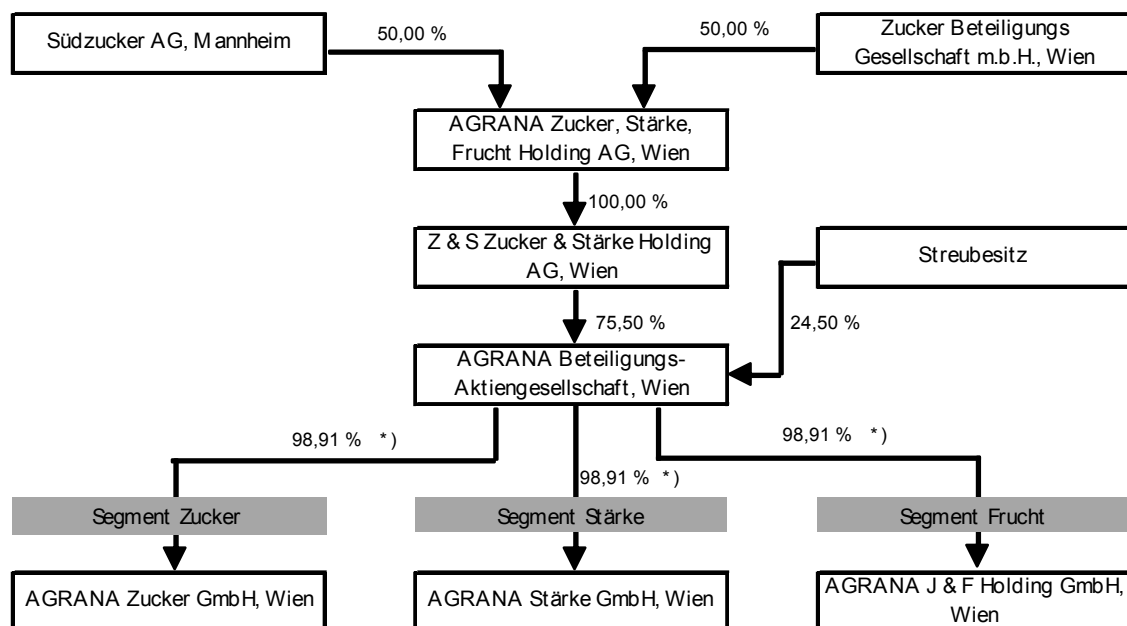 Südzucker AG, Mannheim
50,00 %
50,00 %
Zucker Beteiligungs
Gesellschaft m.b.H., Wien
AGRANA Zucker, Stärke,
Frucht Holding AG, Wien
100,00 %
Z & S Zucker & Stärke Holding
AG, Wien
Streubesitz
75,50 %
24,50 %
AGRANA Beteiligungs-
Aktiengesellschaft, Wien
98,91 % *)
98,91 % *)
98,91 % *)
Segment Zucker
Segment Stärke
Segment Frucht
AGRANA Zucker GmbH, Wien
AGRANA Stärke GmbH, Wien
AGRANA J & F Holding GmbH,
Wien